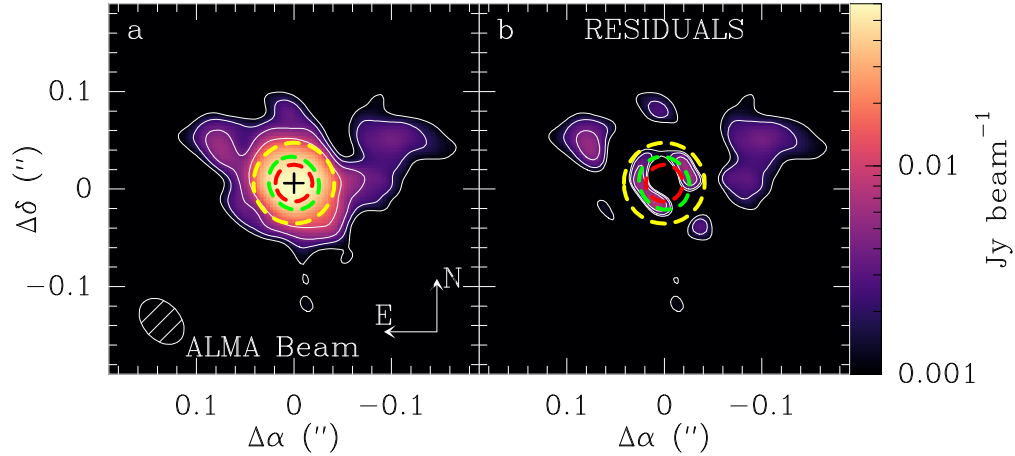 a
b RESIDUALS
0.1
0
−0.1
Δδ (")
N
E
ALMA Beam
0.1 0 −0.1
Δα (")
0.1 0 −0.1
Δα (")
0.01
0.001
Jy beam⁻¹